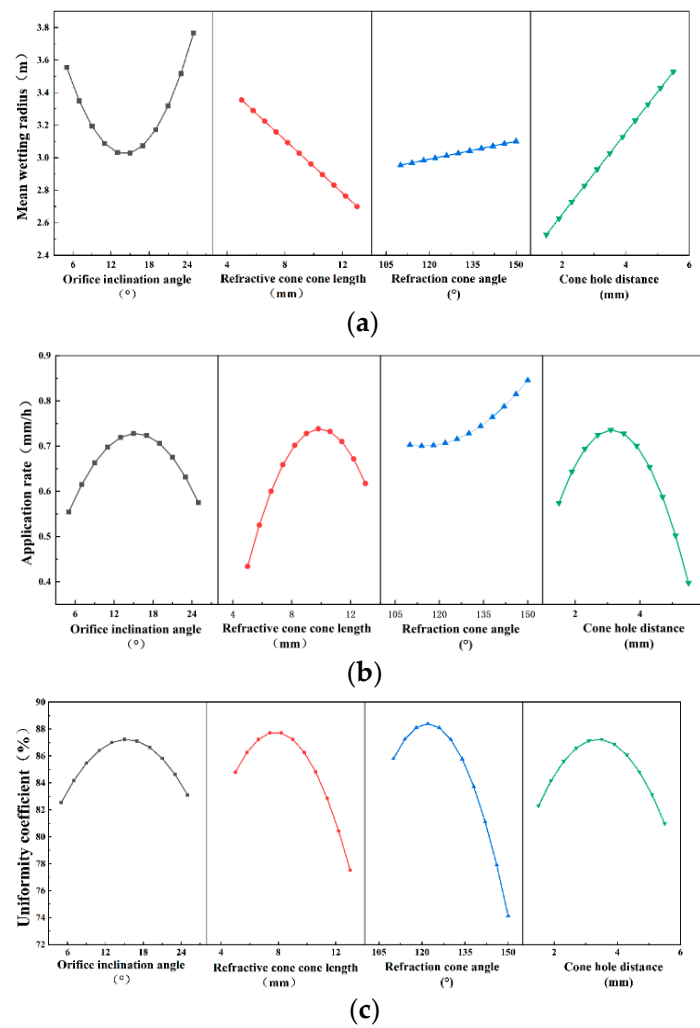 Mean wetting radius（m）
3.8
3.6
3.4
3.2
3.0
2.8
2.6
2.4
6 12 18 24 4 8 12 105 120 135 150 2 4 6
Orifice inclination angle Refractive cone cone length Refraction cone angle Cone hole distance
（°） （mm） (°) (mm)
(a)
Application rate（mm/h）
0.9
0.8
0.7
0.6
0.5
0.4
6 12 18 24 4 8 12 105 120 135 150 2 4
Orifice inclination angle Refractive cone cone length Refraction cone angle Cone hole distance
（°） （mm） (°) (mm)
(b)
Uniformity coefficient（%）
90
88
86
84
82
80
78
76
74
72
6 12 18 24 4 8 12 105 120 135 150 2 4 6
Orifice inclination angle Refractive cone cone length Refraction cone angle Cone hole distance
（°） （mm） (°) (mm)
(c)